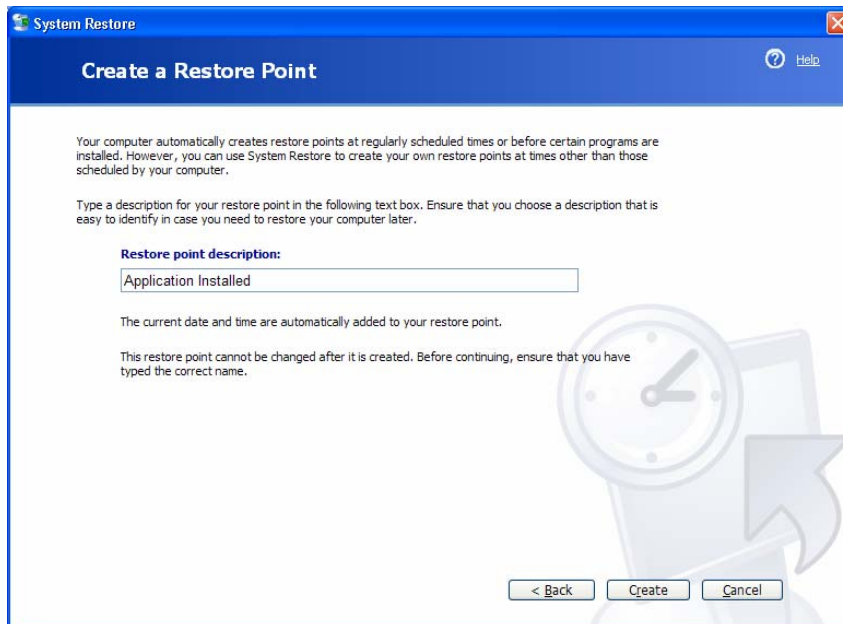 System Restore
Create a Restore Point
Help
Your computer automatically creates restore points at regularly scheduled times or before certain programs are
installed. However, you can use System Restore to create your own restore points at times other than those
scheduled by your computer.
Type a description for your restore point in the following text box. Ensure that you choose a description that is
easy to identify in case you need to restore your computer later.
Restore point description:
Application Installed
The current date and time are automatically added to your restore point.
This restore point cannot be changed after it is created. Before continuing, ensure that you have
typed the correct name.
< Back Create Cancel